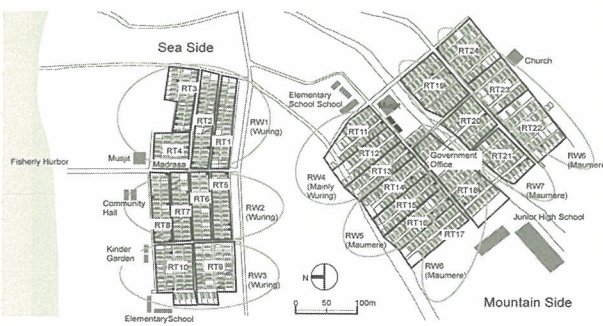 Sea Side
RT24
Church
RT3
RT19
RT23
Elementary
School School
Musjit
RT2
RT20
RT22
RW1
(Wuring)
RT11
RT1
RT4
RT12
Government
Office
RT21
RW6
(Maumere)
Musjit
Madrasa
RT13
Fisherly Hurbor
RW4
(Mainly
Wuring)
RT14
RT18
RW7
(Maumere)
RT5
RT6
Community
Hall
RT7
RW2
(Wuring)
RT15
Junior High School
RT8
RT16
RT17
RW5
(Maumere)
Kinder
Garden
RW6
(Maumere)
RT10
RT9
RW3
(Wuring)
N
Mountain Side
0 50 100m
ElementarySchool